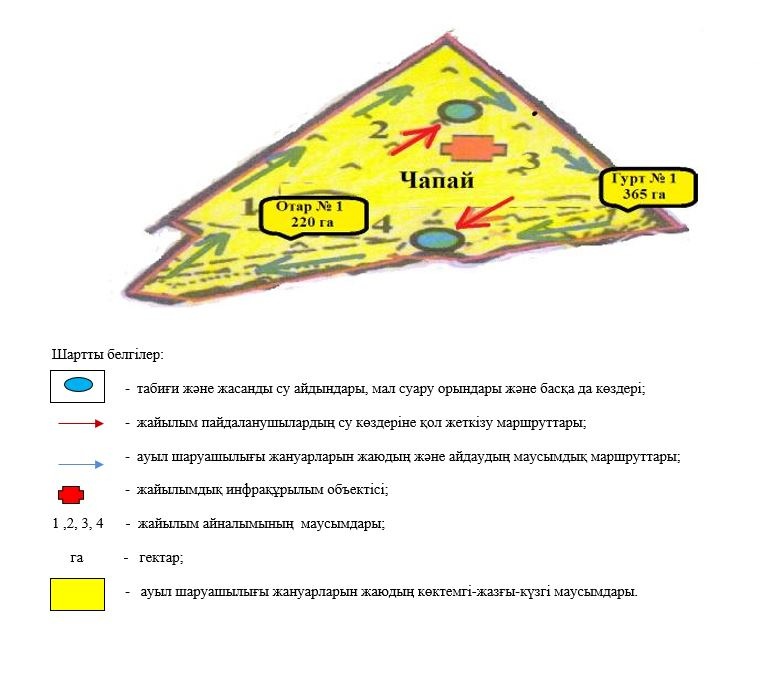 2
3
Чапай
Гурт № 1
365 га
1
Отар № 1
220 га
4
Шартты белгілер:
- табиғи және жасанды су айдындары, мал суару орындары және басқа да көздері;
- жайылым пайдаланушылардың су көздеріне қол жеткізу маршруттары;
- ауыл шаруашылығы жануарларын жаюдың және айдаудың маусымдық маршруттары;
- жайылымдық инфрақұрылым объектісі;
1 ,2, 3, 4 - жайылым айналымының маусымдары;
га - гектар;
- ауыл шаруашылығы жануарларын жаюдың көктемгі-жазғы-күзгі маусымдары.